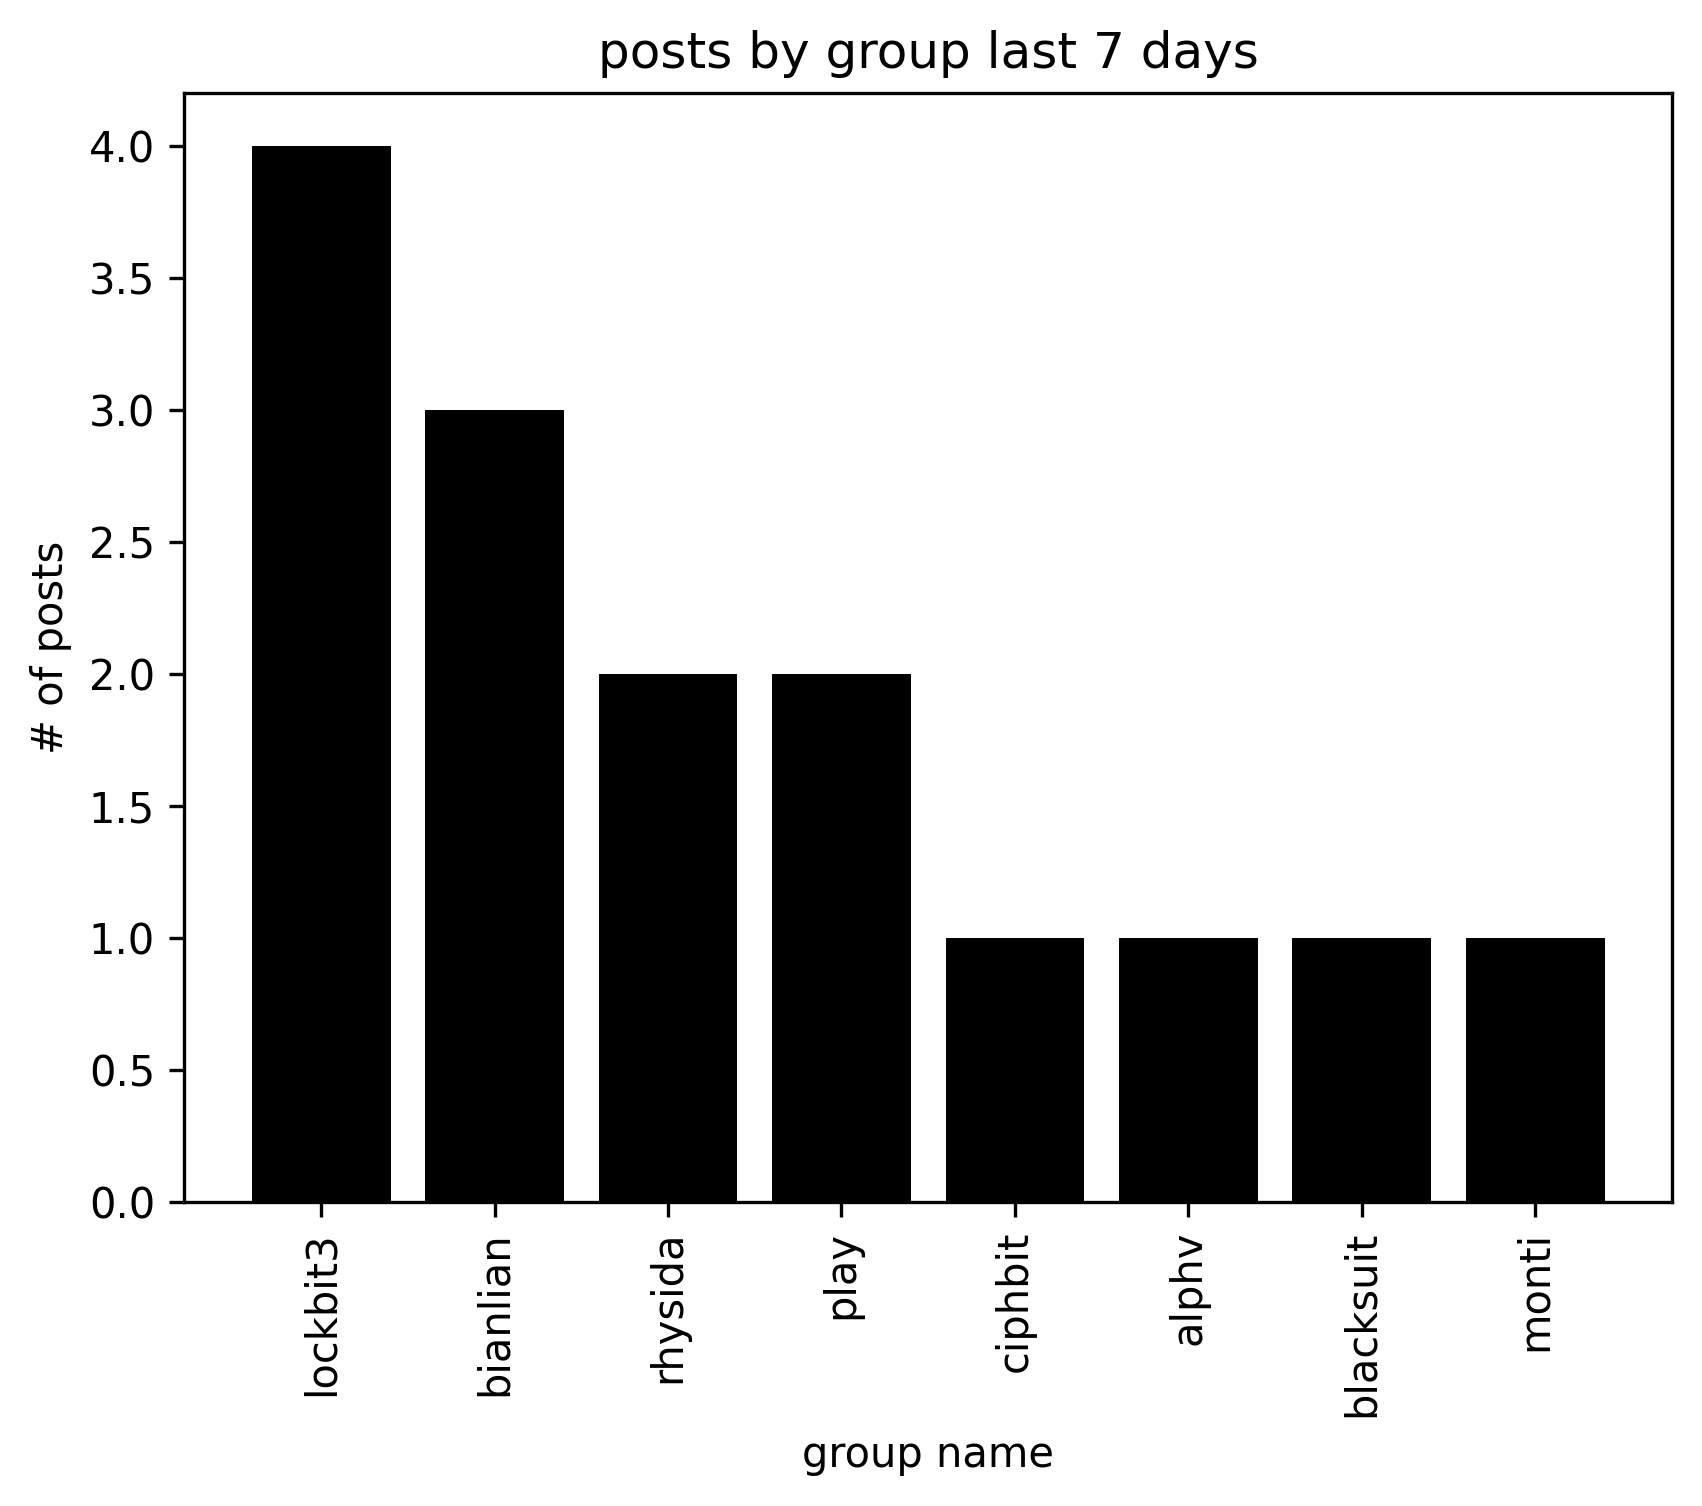 posts by group last 7 days
4.0
3.5
3.0
2.5
2.0
1.5
1.0
0.5
0.0
# of posts
lockbit3
bianlian
rhysida
play
ciphbit
alphv
blacksuit
monti
group name